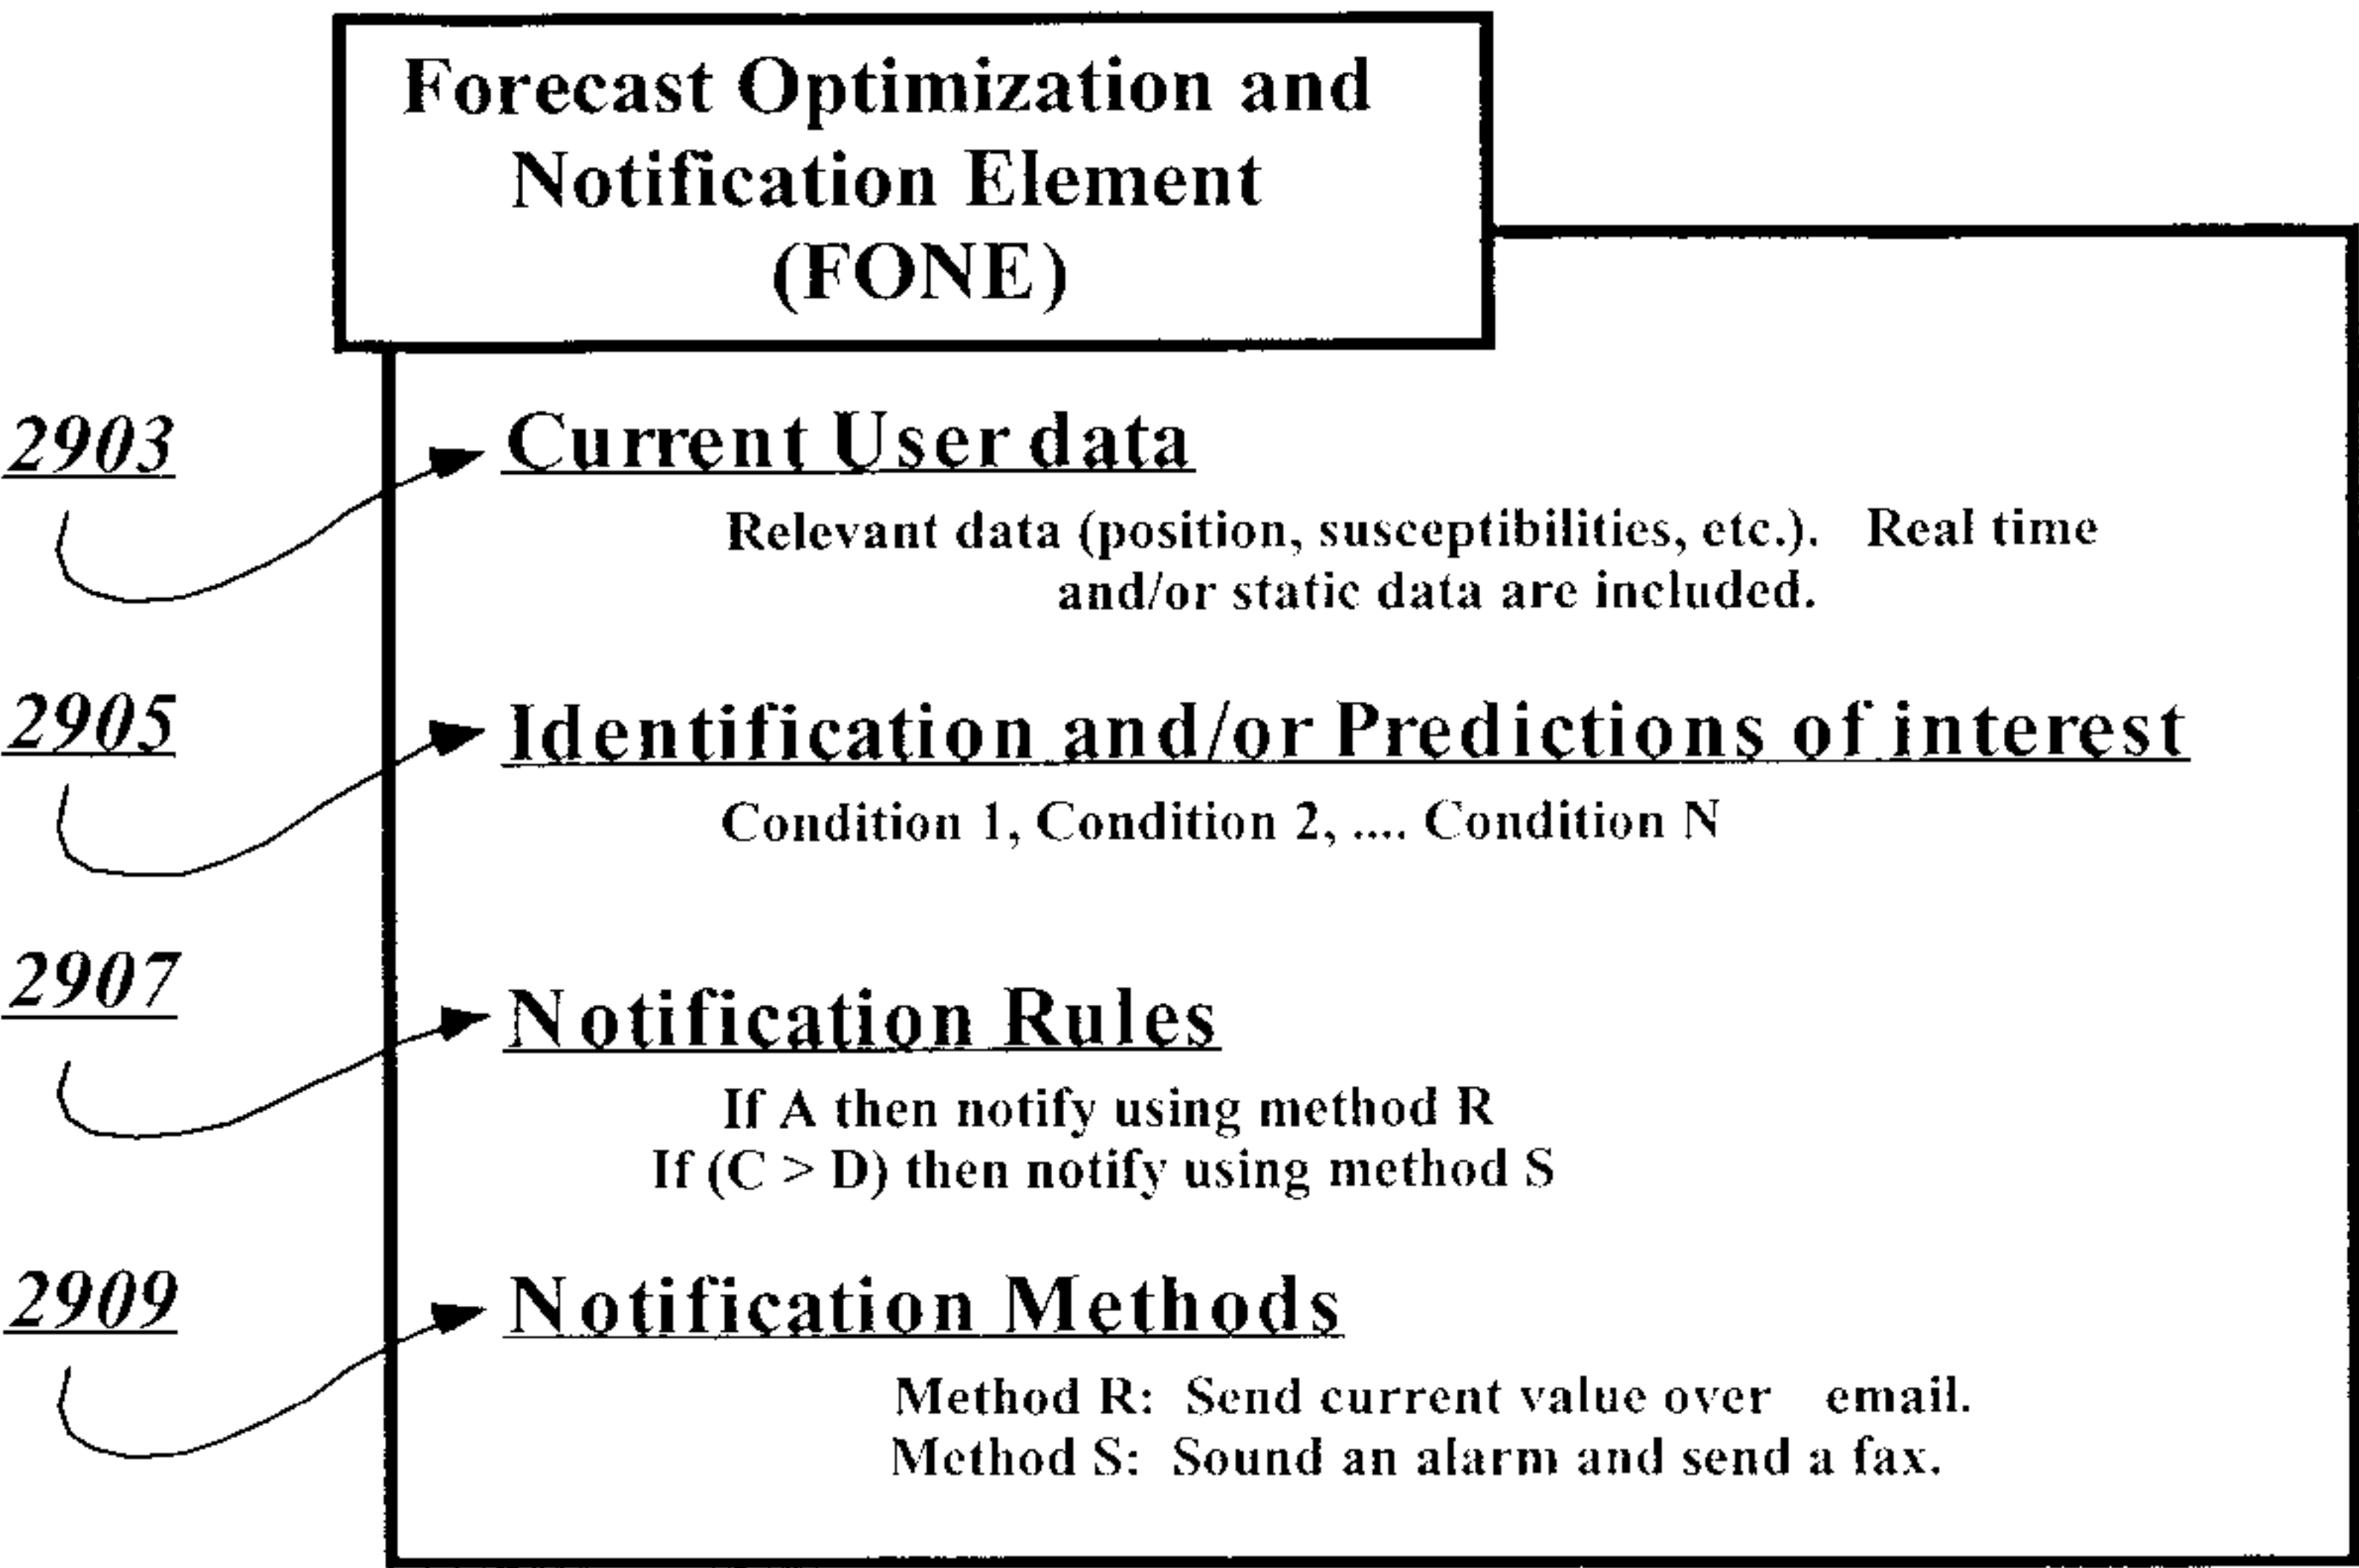 Forecast Optimization and
Notification Element
(FONE)
2903
Current User data
Relevant data (position, susceptibilities, etc.). Real time
and/or static data are included.
2905
Identification and/or Predictions of interest
Condition 1, Condition 2, .... Condition N
2907
Notification Rules
If A then notify using method R
If (C > D) then notify using method S
2909
Notification Methods
Method R: Send current value over email.
Method S: Sound an alarm and send a fax.